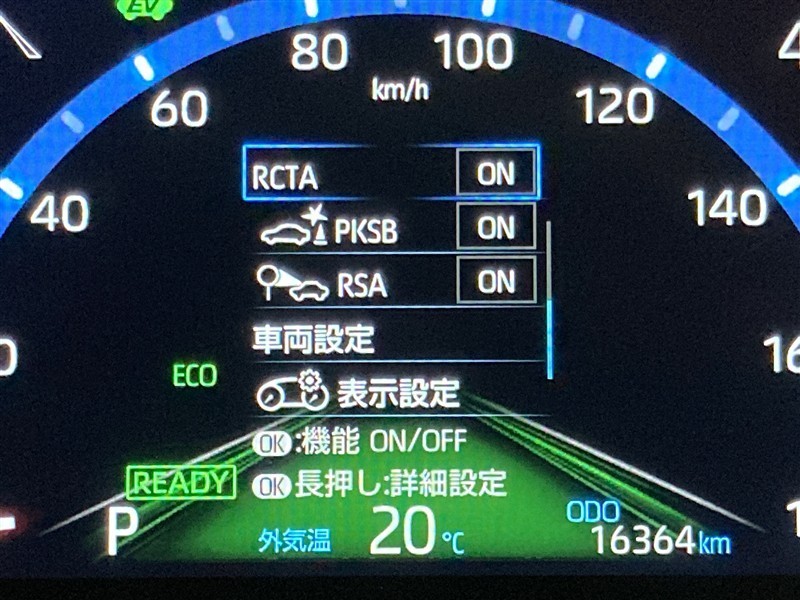 EV
80
100
km/h
60
120
40
140
RCTA ON
PKSB ON
RSA ON
車両設定
ECO
表示設定
OK:機能 ON/OFF
READY
OK長押し:詳細設定
P
外気温 20℃
ODO
16364km